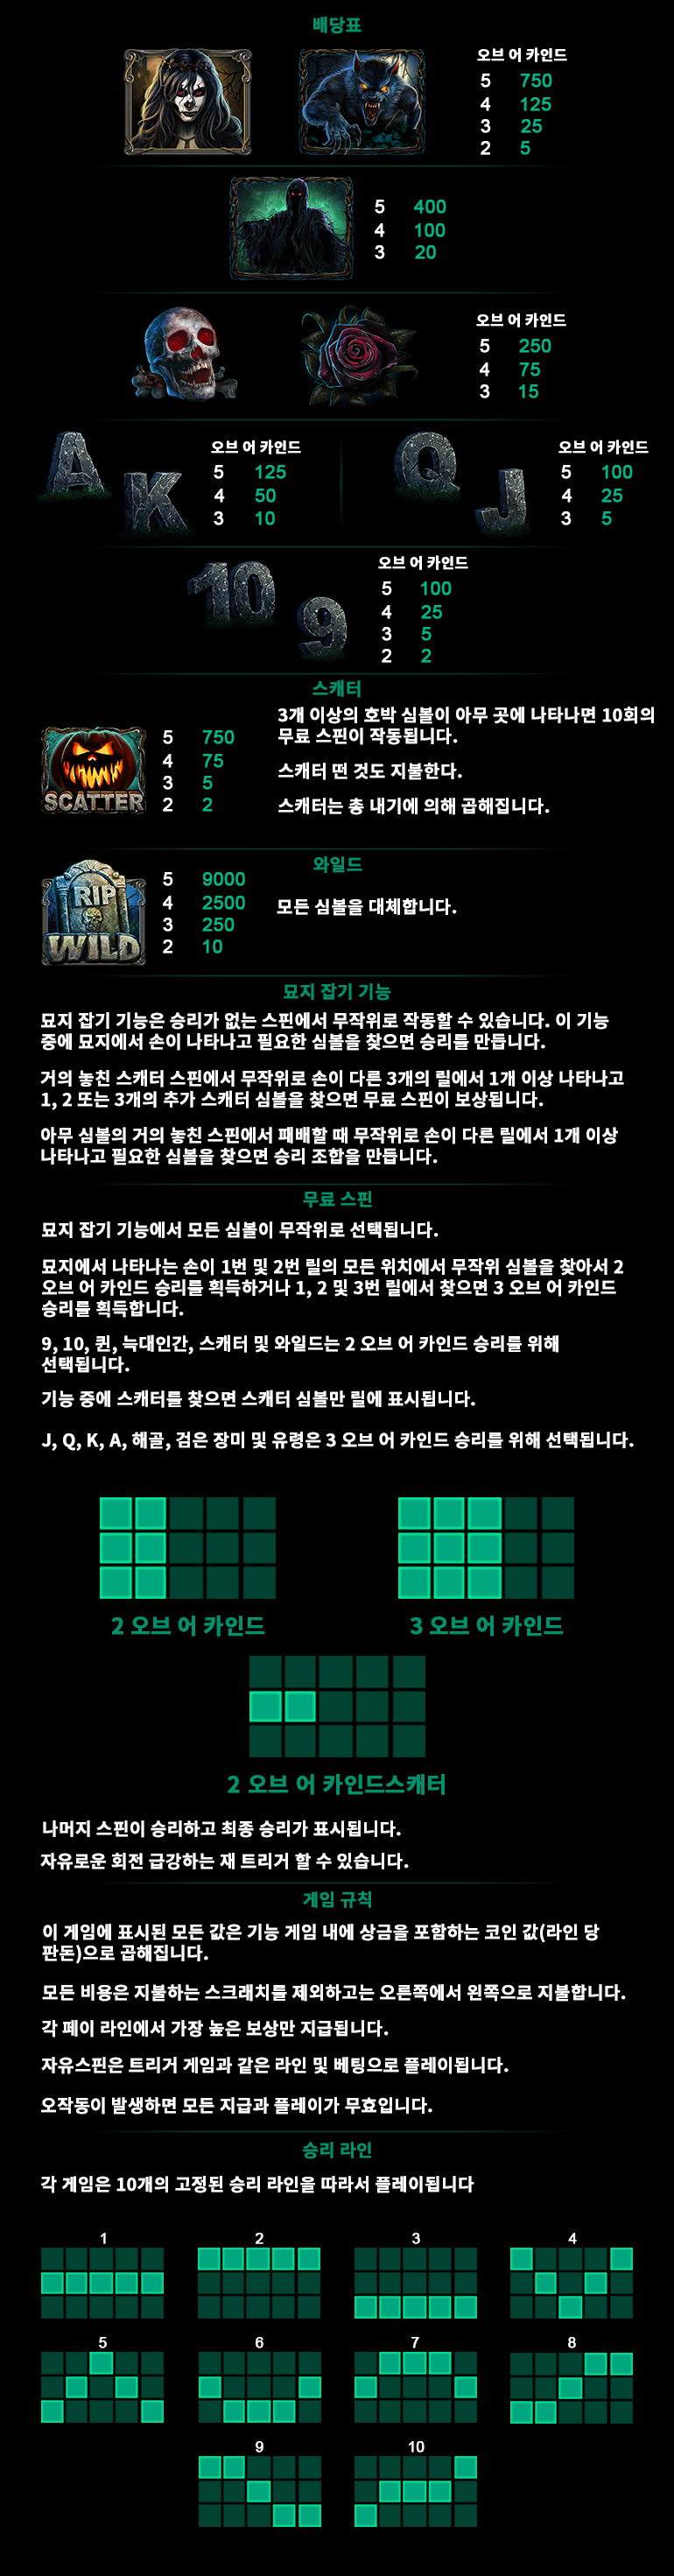 배당표
오브 어 카인드
5 750
4 125
3 25
2 5
5 400
4 100
3 20
오브 어 카인드
5 250
4 75
3 15
A K
오브 어 카인드
5 125
4 50
3 10
Q J
오브 어 카인드
5 100
4 25
3 5
10 9
오브 어 카인드
5 100
4 25
3 5
2 2
스캐터
SCATTER
5 750
4 75
3 5
2 2
3개 이상의 호박 심볼이 아무 곳에 나타나면 10회의
무료 스핀이 작동됩니다.
스캐터 떤 것도 지불한다.
스캐터는 총 내기에 의해 곱해집니다.
와일드
RIP
WILD
5 9000
4 2500
3 250
2 10
모든 심볼을 대체합니다.
묘지 잡기 기능
묘지 잡기 기능은 승리가 없는 스핀에서 무작위로 작동할 수 있습니다. 이 기능
중에 묘지에서 손이 나타나고 필요한 심볼을 찾으면 승리를 만듭니다.
거의 놓친 스캐터 스핀에서 무작위로 손이 다른 3개의 릴에서 1개 이상 나타나고
1, 2 또는 3개의 추가 스캐터 심볼을 찾으면 무료 스핀이 보상됩니다.
아무 심볼의 거의 놓친 스핀에서 패배할 때 무작위로 손이 다른 릴에서 1개 이상
나타나고 필요한 심볼을 찾으면 승리 조합을 만듭니다.
무료 스핀
묘지 잡기 기능에서 모든 심볼이 무작위로 선택됩니다.
묘지에서 나타나는 손이 1번 및 2번 릴의 모든 위치에서 무작위 심볼을 찾아서 2
오브 어 카인드 승리를 획득하거나 1, 2 및 3번 릴에서 찾으면 3 오브 어 카인드
승리를 획득합니다.
9, 10, 퀸, 늑대인간, 스캐터 및 와일드는 2 오브 어 카인드 승리를 위해
선택됩니다.
기능 중에 스캐터를 찾으면 스캐터 심볼만 릴에 표시됩니다.
J, Q, K, A, 해골, 검은 장미 및 유령은 3 오브 어 카인드 승리를 위해 선택됩니다.
2 오브 어 카인드
3 오브 어 카인드
2 오브 어 카인드스캐터
나머지 스핀이 승리하고 최종 승리가 표시됩니다.
자유로운 회전 급강하는 재 트리거 할 수 있습니다.
게임 규칙
이 게임에 표시된 모든 값은 기능 게임 내에 상금을 포함하는 코인 값(라인 당
판돈)으로 곱해집니다.
모든 비용은 지불하는 스크래치를 제외하고는 오른쪽에서 왼쪽으로 지불합니다.
각 페이 라인에서 가장 높은 보상만 지급됩니다.
자유스핀은 트리거 게임과 같은 라인 및 베팅으로 플레이됩니다.
오작동이 발생하면 모든 지급과 플레이가 무효입니다.
승리 라인
각 게임은 10개의 고정된 승리 라인을 따라서 플레이됩니다
1 2 3 4
5 6 7 8
9 10